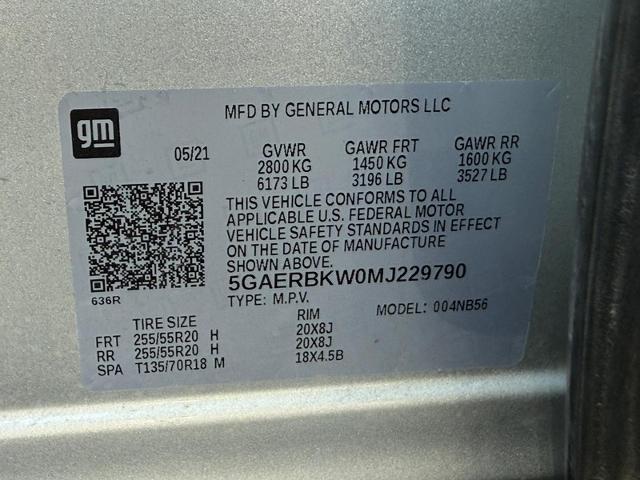 gm
MFD BY GENERAL MOTORS LLC
05/21 GVWR GAWR FRT GAWR RR
2800 KG 1450 KG 1600 KG
6173 LB 3196 LB 3527 LB
THIS VEHICLE CONFORMS TO ALL
APPLICABLE U.S. FEDERAL MOTOR
VEHICLE SAFETY STANDARDS IN EFFECT
ON THE DATE OF MANUFACTURE
SHOWN ABOVE.
5GAERBKW0MJ229790
636R
TYPE: M.P.V. MODEL: 004NB56
TIRE SIZE RIM
FRT 255/55R20 H 20X8J
RR 255/55R20 H 20X8J
SPA T135/70R18 M 18X4.5B